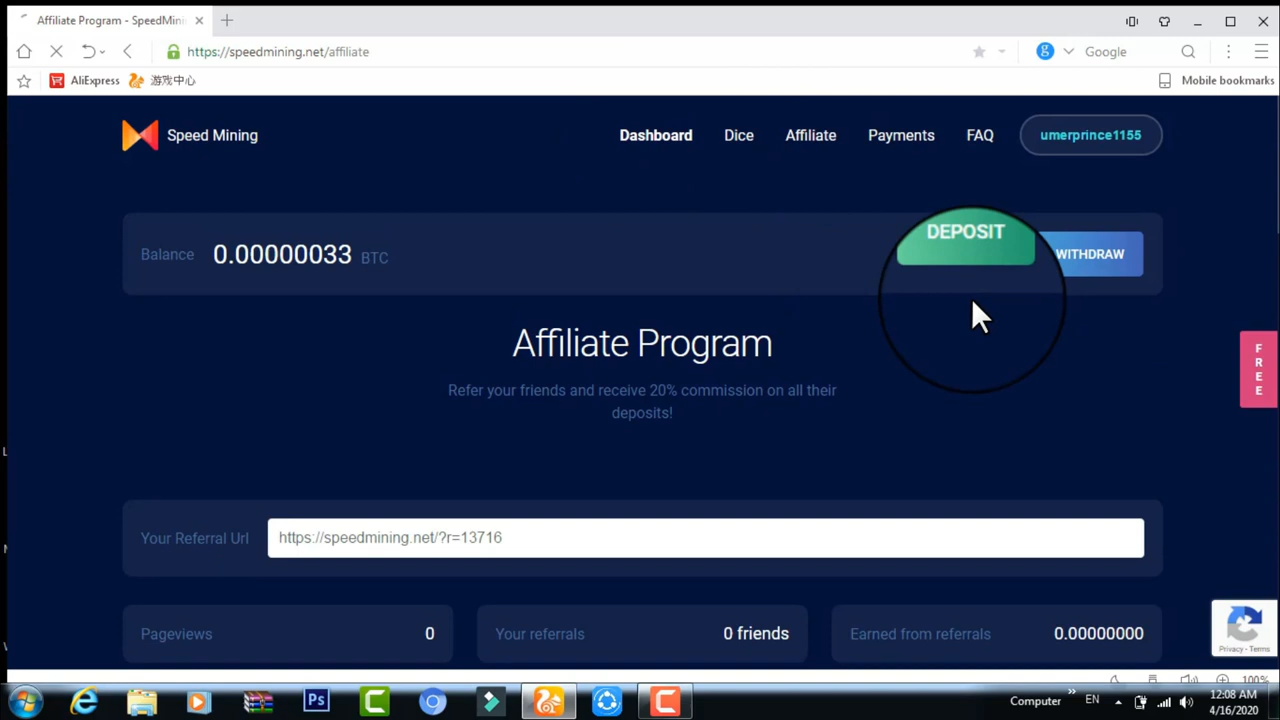 Affiliate Program - SpeedMinin
https://speedmining.net/affiliate
Google
AliExpress
游戏中心
Mobile bookmarks
Speed Mining
Dashboard
Dice
Affiliate
Payments
FAQ
umerprince1155
Balance
0.00000033 BTC
DEPOSIT
WITHDRAW
Affiliate Program
Refer your friends and receive 20% commission on all their
deposits!
FREE
Your Referral Url
https://speedmining.net/?r=13716
Pageviews
0
Your referrals
0 friends
Earned from referrals
0.00000000
Privacy - Terms
100%
Ps
Computer
EN
12:08 AM
4/16/2020